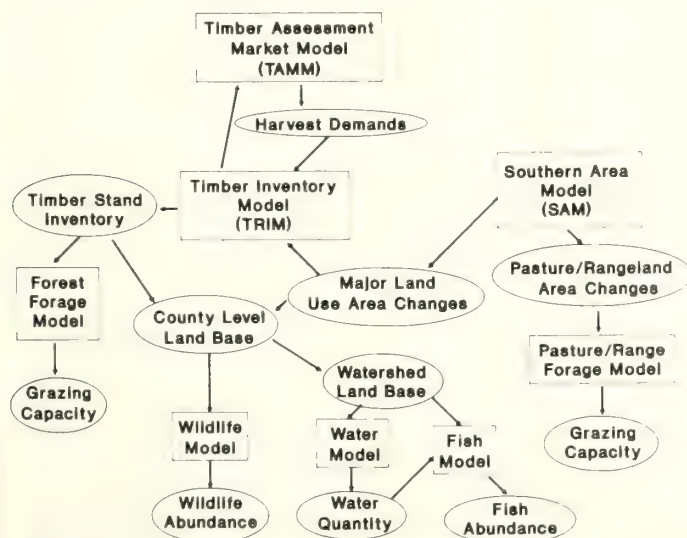 Timber Assessment
Market Model
(TAMM)
Harvest Demands
Timber Stand
Inventory
Timber Inventory
Model
(TRIM)
Southern Area
Model
(SAM)
Forest
Forage
Model
County Level
Land Base
Major Land
Use Area Changes
Pasture/Rangeland
Area Changes
Grazing
Capacity
Watershed
Land Base
Pasture/Range
Forage Model
Wildlife
Model
Water
Model
Fish
Model
Grazing
Capacity
Wildlife
Abundance
Water
Quantity
Fish
Abundance